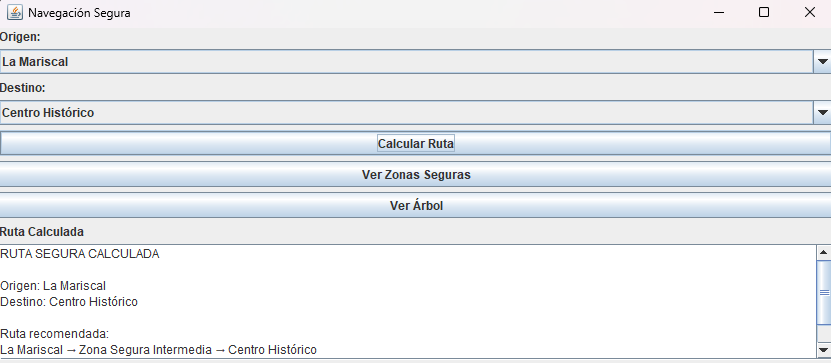 Navegación Segura
Origen:
La Mariscal
Destino:
Centro Histórico
Calcular Ruta
Ver Zonas Seguras
Ver Árbol
Ruta Calculada
RUTA SEGURA CALCULADA
Origen: La Mariscal
Destino: Centro Histórico
Ruta recomendada:
La Mariscal → Zona Segura Intermedia → Centro Histórico